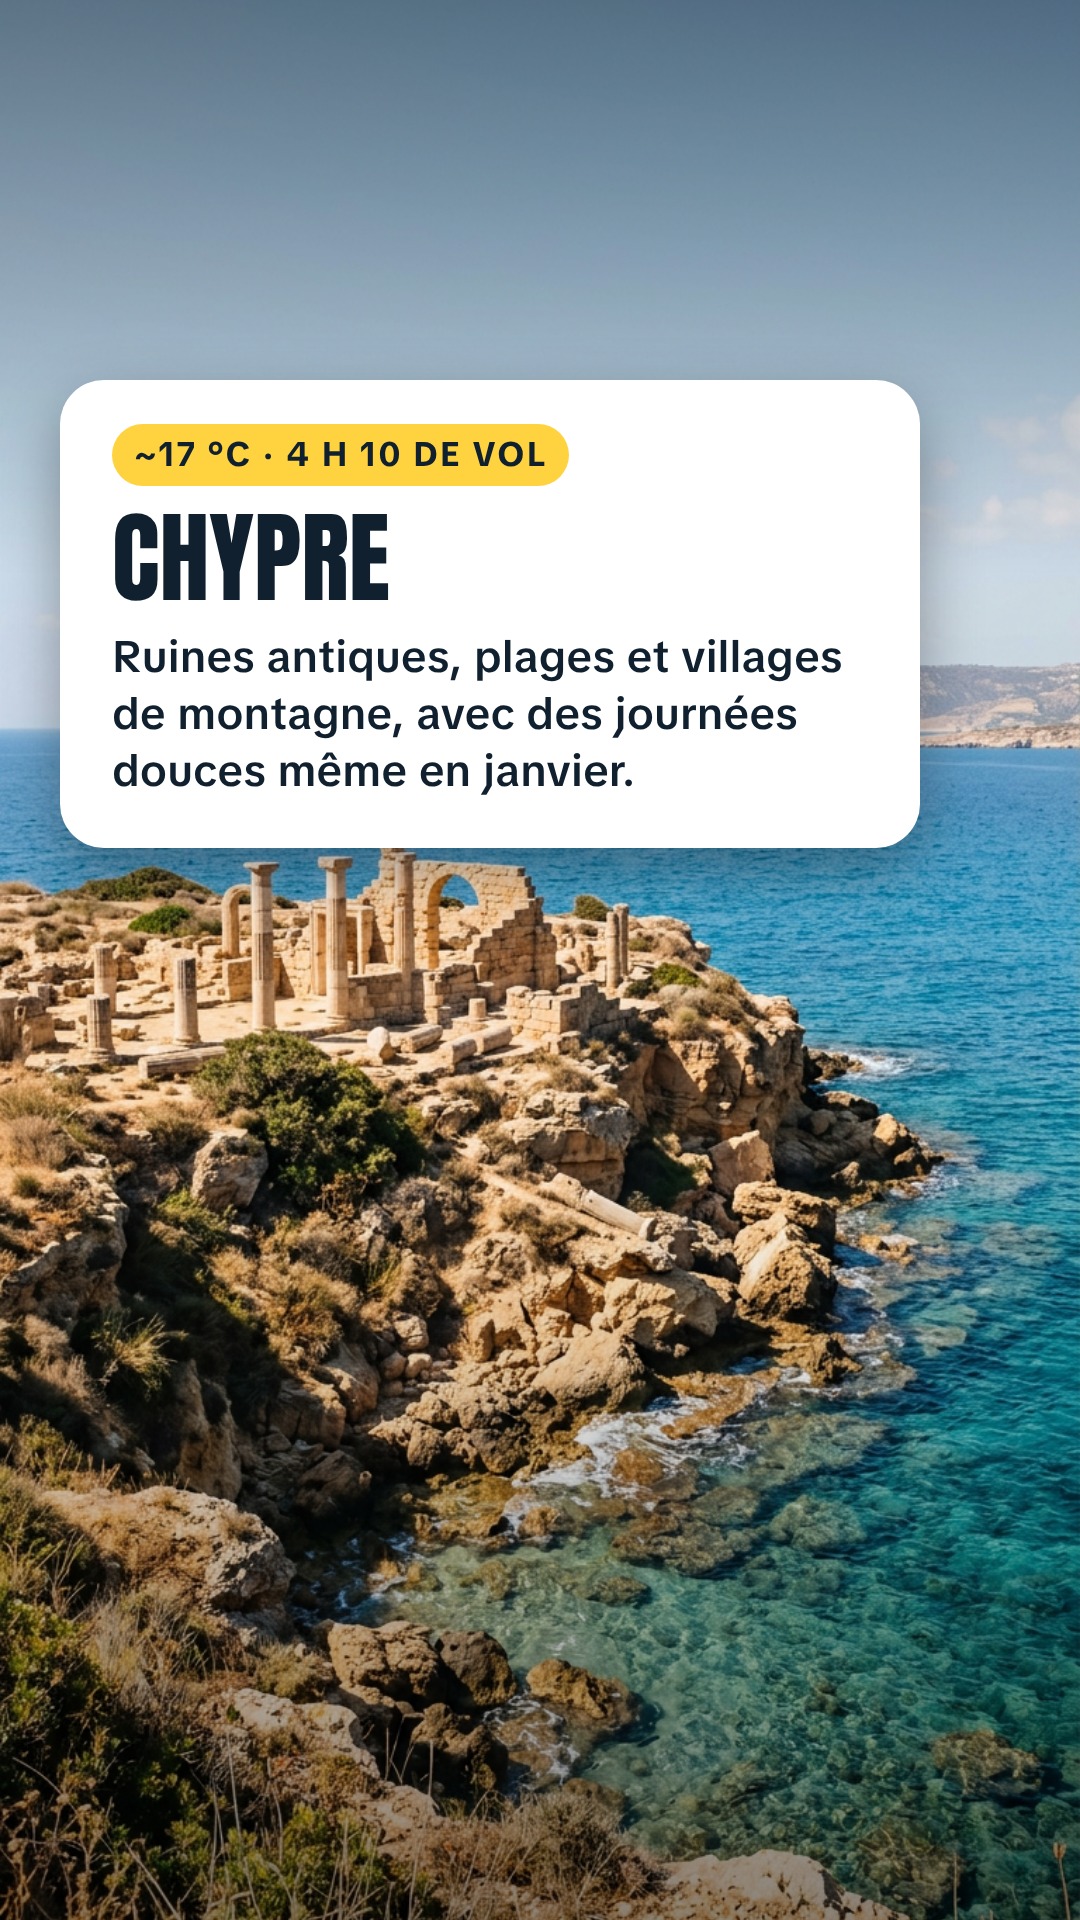 ~17 °C · 4 H 10 DE VOL
CHYPRE
Ruines antiques, plages et villages
de montagne, avec des journées
douces même en janvier.